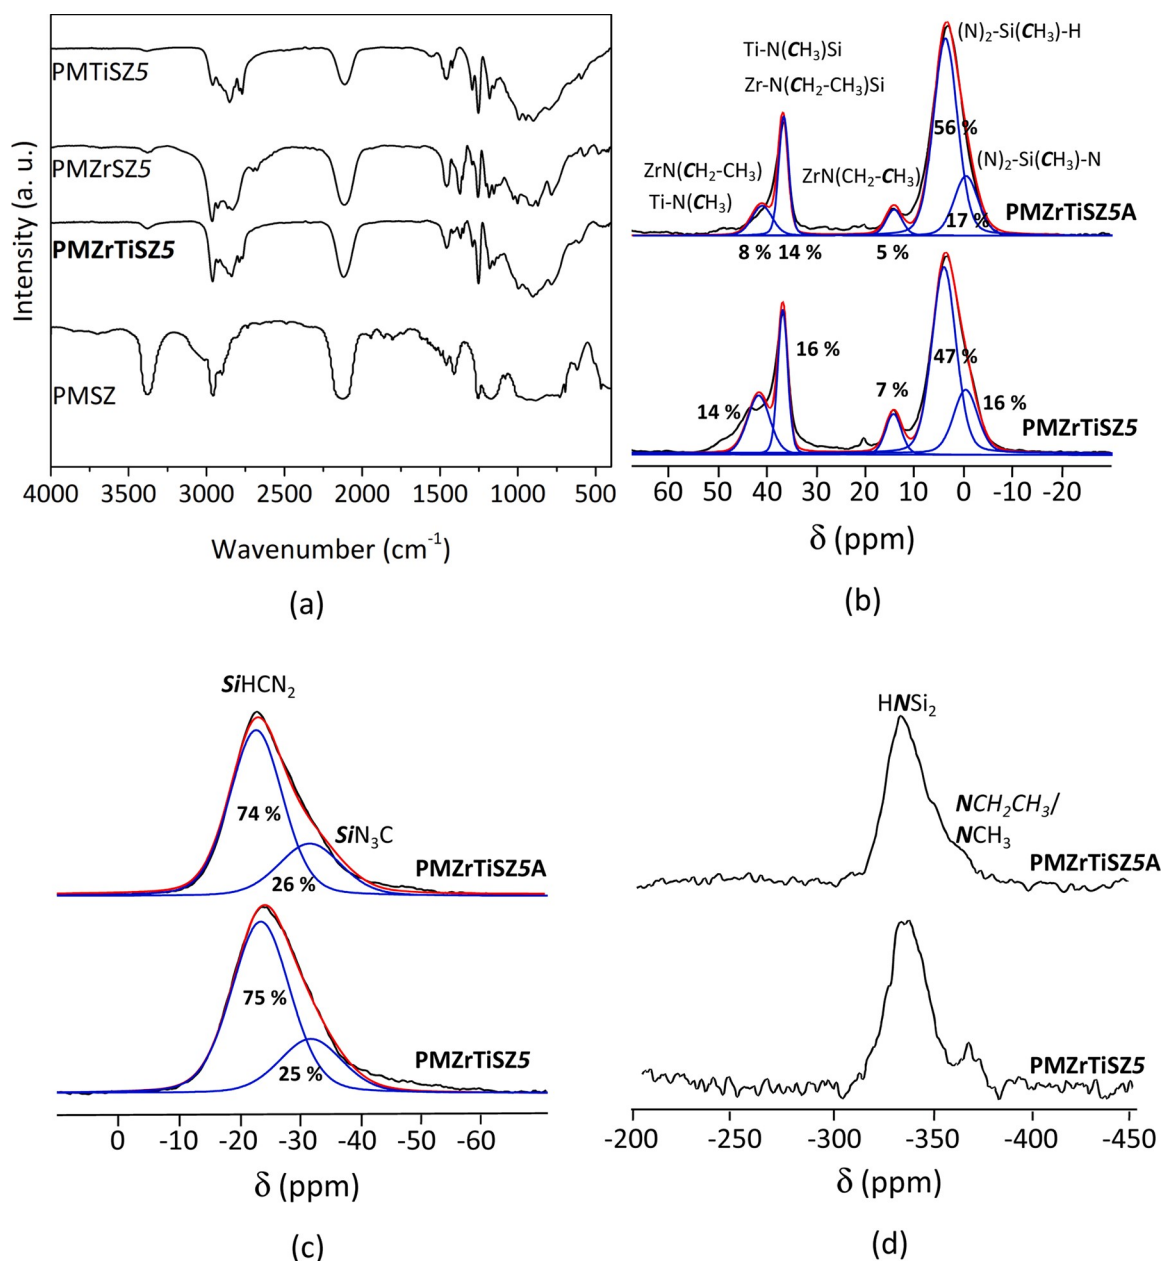 Intensity (a. u.)
PMTiSZ5
PMZrSZ5
PMZrTiSZ5
PMSZ
4000 3500 3000 2500 2000 1500 1000 500
Wavenumber (cm-1)
(a)
(N)2-Si(CH3)-H
Ti-N(CH3)Si
Zr-N(CH2-CH3)Si
56 %
ZrN(CH2-CH3)
Ti-N(CH3)
ZrN(CH2-CH3)
(N)2-Si(CH3)-N
17 %
PMZrTiSZ5A
8 % 14 % 5 %
16 %
47 %
7 %
14 %
16 %
PMZrTiSZ5
60 50 40 30 20 10 0 -10 -20
δ (ppm)
(b)
SiHCN2
74 %
SiN3C
26 %
PMZrTiSZ5A
75 %
25 %
PMZrTiSZ5
0 -10 -20 -30 -40 -50 -60
δ (ppm)
(c)
HNSi2
NCH2CH3/
NCH3
PMZrTiSZ5A
PMZrTiSZ5
-200 -250 -300 -350 -400 -450
δ (ppm)
(d)